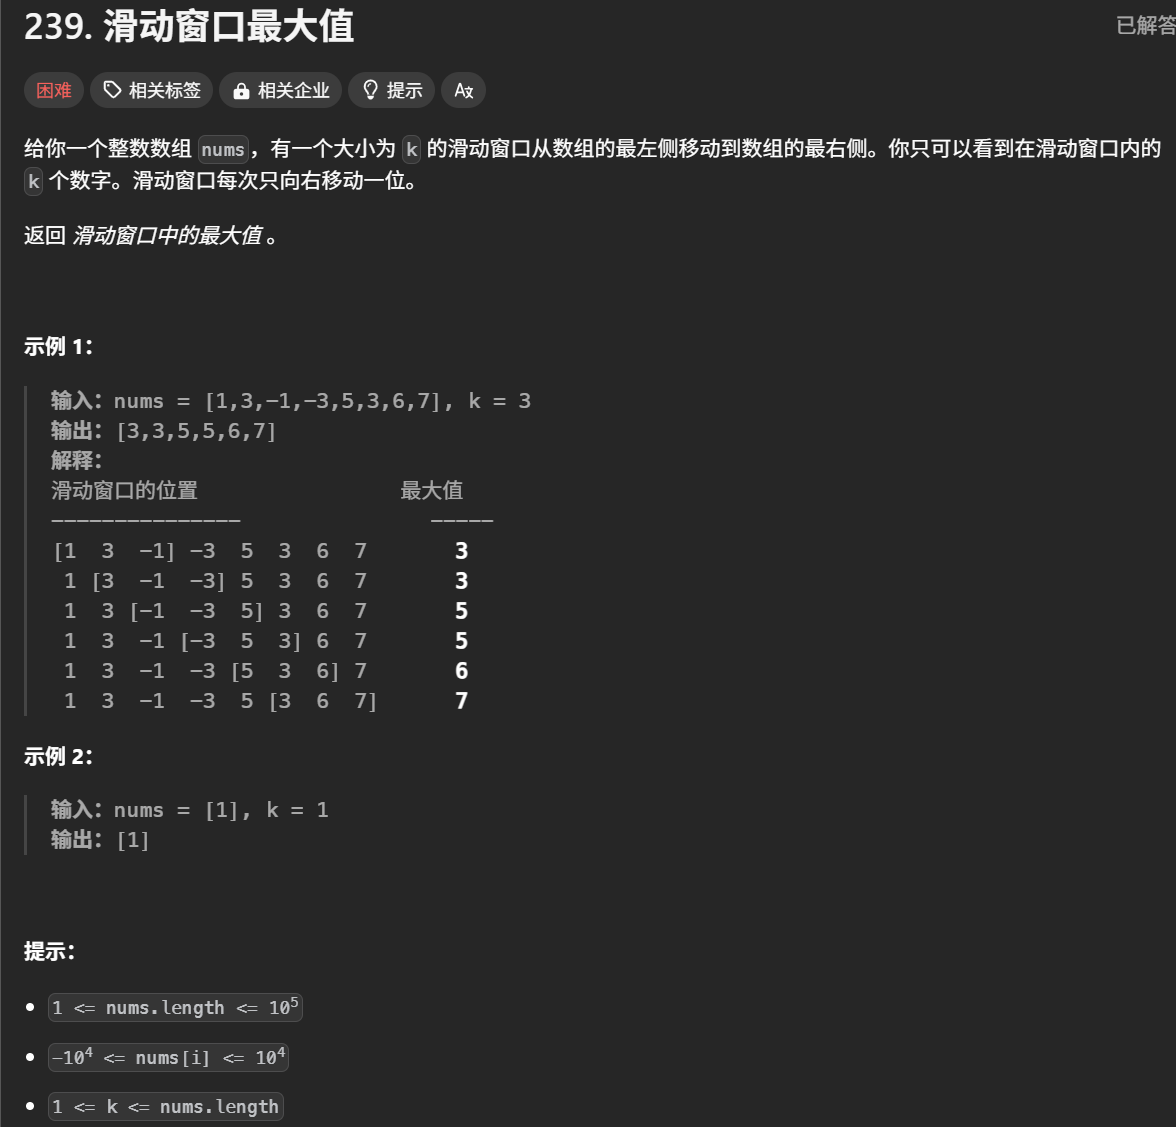 239. 滑动窗口最大值
已解答
困难 相关标签 相关企业 提示 Az
给你一个整数数组 nums，有一个大小为 k 的滑动窗口从数组的最左侧移动到数组的最右侧。你只可以看到在滑动窗口内的
k 个数字。滑动窗口每次只向右移动一位。
返回 滑动窗口中的最大值 。
示例 1：
输入：nums = [1,3,-1,-3,5,3,6,7], k = 3
输出：[3,3,5,5,6,7]
解释：
滑动窗口的位置 最大值
--------------- -----
[1 3 -1] -3 5 3 6 7 3
1 [3 -1 -3] 5 3 6 7 3
1 3 [-1 -3 5] 3 6 7 5
1 3 -1 [-3 5 3] 6 7 5
1 3 -1 -3 [5 3 6] 7 6
1 3 -1 -3 5 [3 6 7] 7
示例 2：
输入：nums = [1], k = 1
输出：[1]
提示：
• 1 <= nums.length <= 10⁵
• -10⁴ <= nums[i] <= 10⁴
• 1 <= k <= nums.length